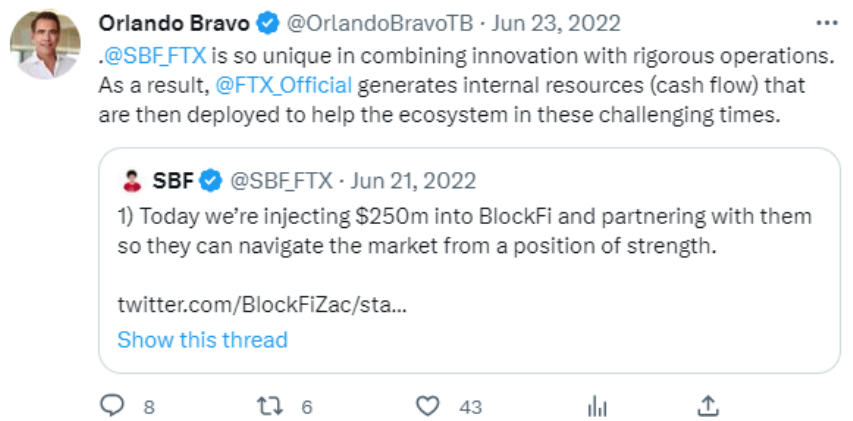 Orlando Bravo @OrlandoBravoTB · Jun 23, 2022
.@SBF_FTX is so unique in combining innovation with rigorous operations.
As a result, @FTX_Official generates internal resources (cash flow) that
are then deployed to help the ecosystem in these challenging times.
SBF @SBF_FTX · Jun 21, 2022
1) Today we're injecting $250m into BlockFi and partnering with them
so they can navigate the market from a position of strength.
twitter.com/BlockFiZac/sta...
Show this thread
8 6 43